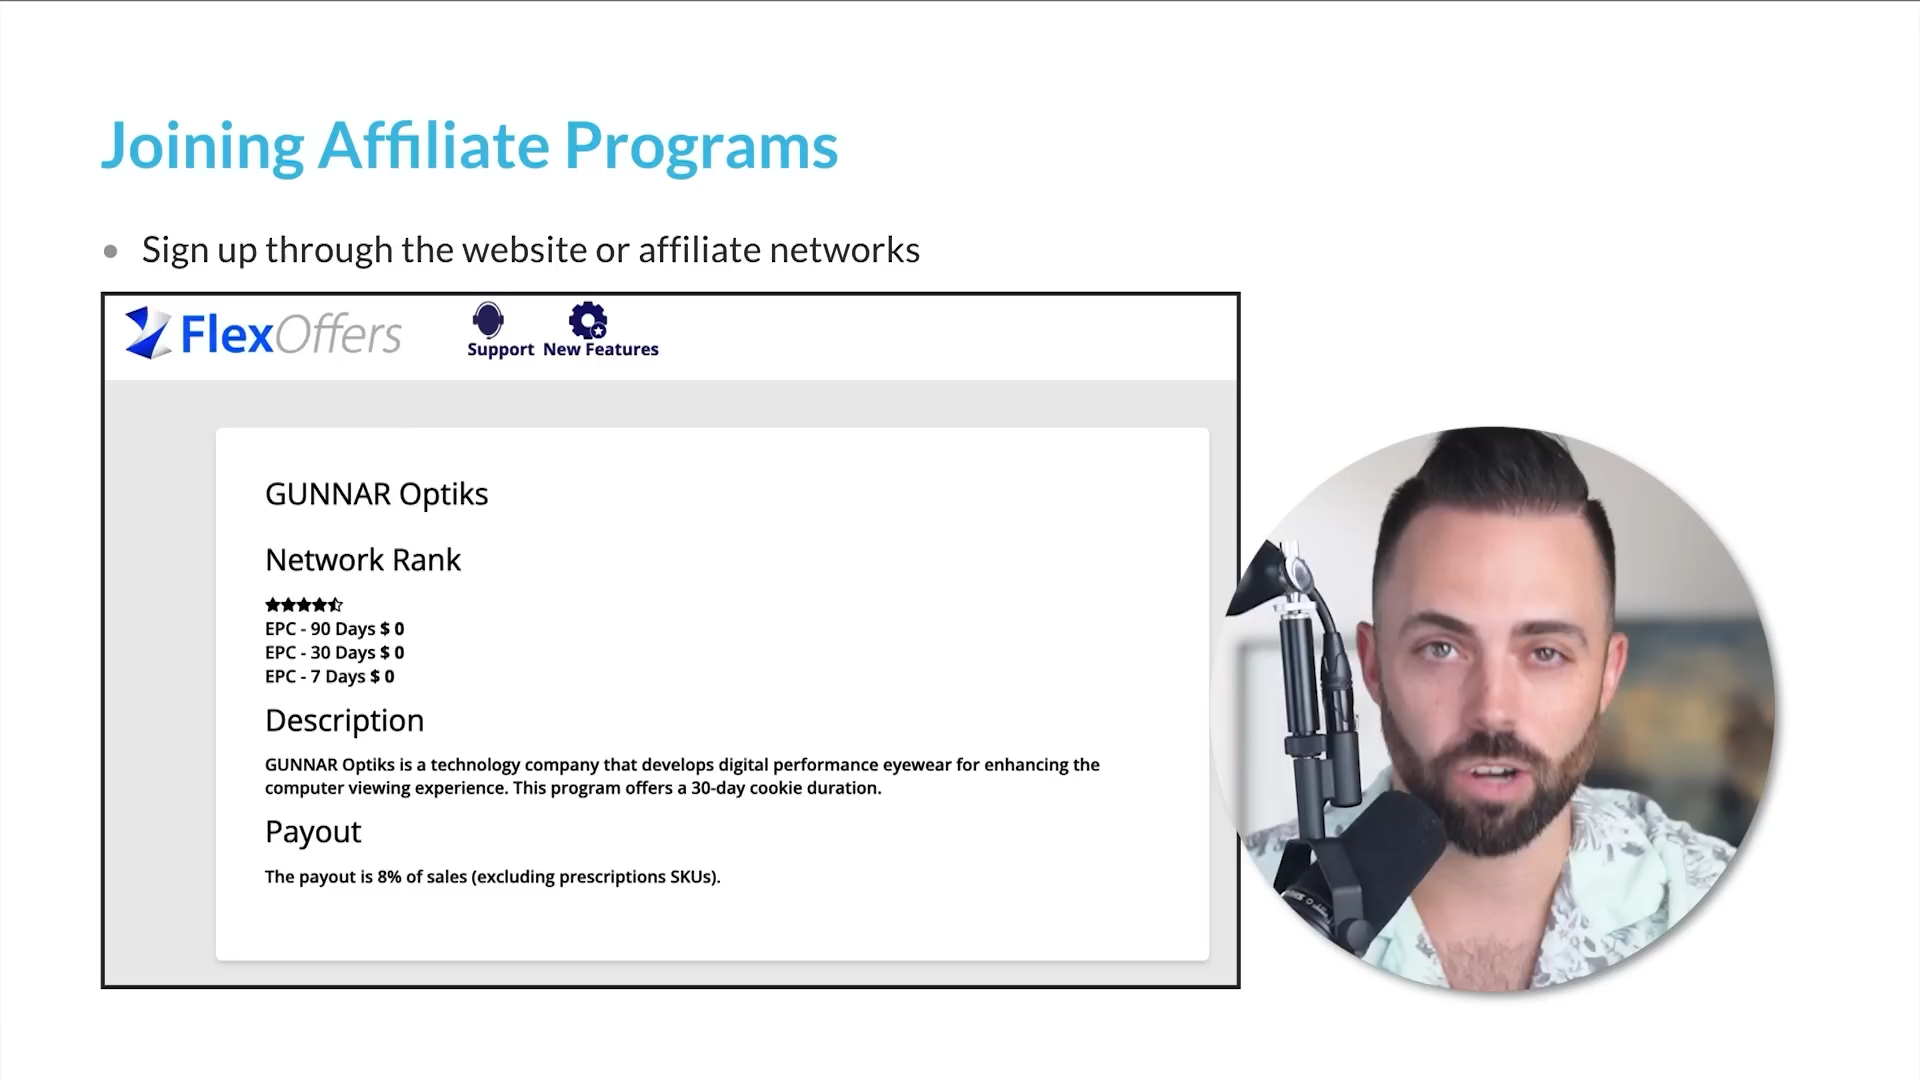 Joining Affiliate Programs
• Sign up through the website or affiliate networks
FlexOffers
Support New Features
GUNNAR Optiks
Network Rank
EPC - 90 Days $ 0
EPC - 30 Days $ 0
EPC - 7 Days $ 0
Description
GUNNAR Optiks is a technology company that develops digital performance eyewear for enhancing the
computer viewing experience. This program offers a 30-day cookie duration.
Payout
The payout is 8% of sales (excluding prescriptions SKUs).